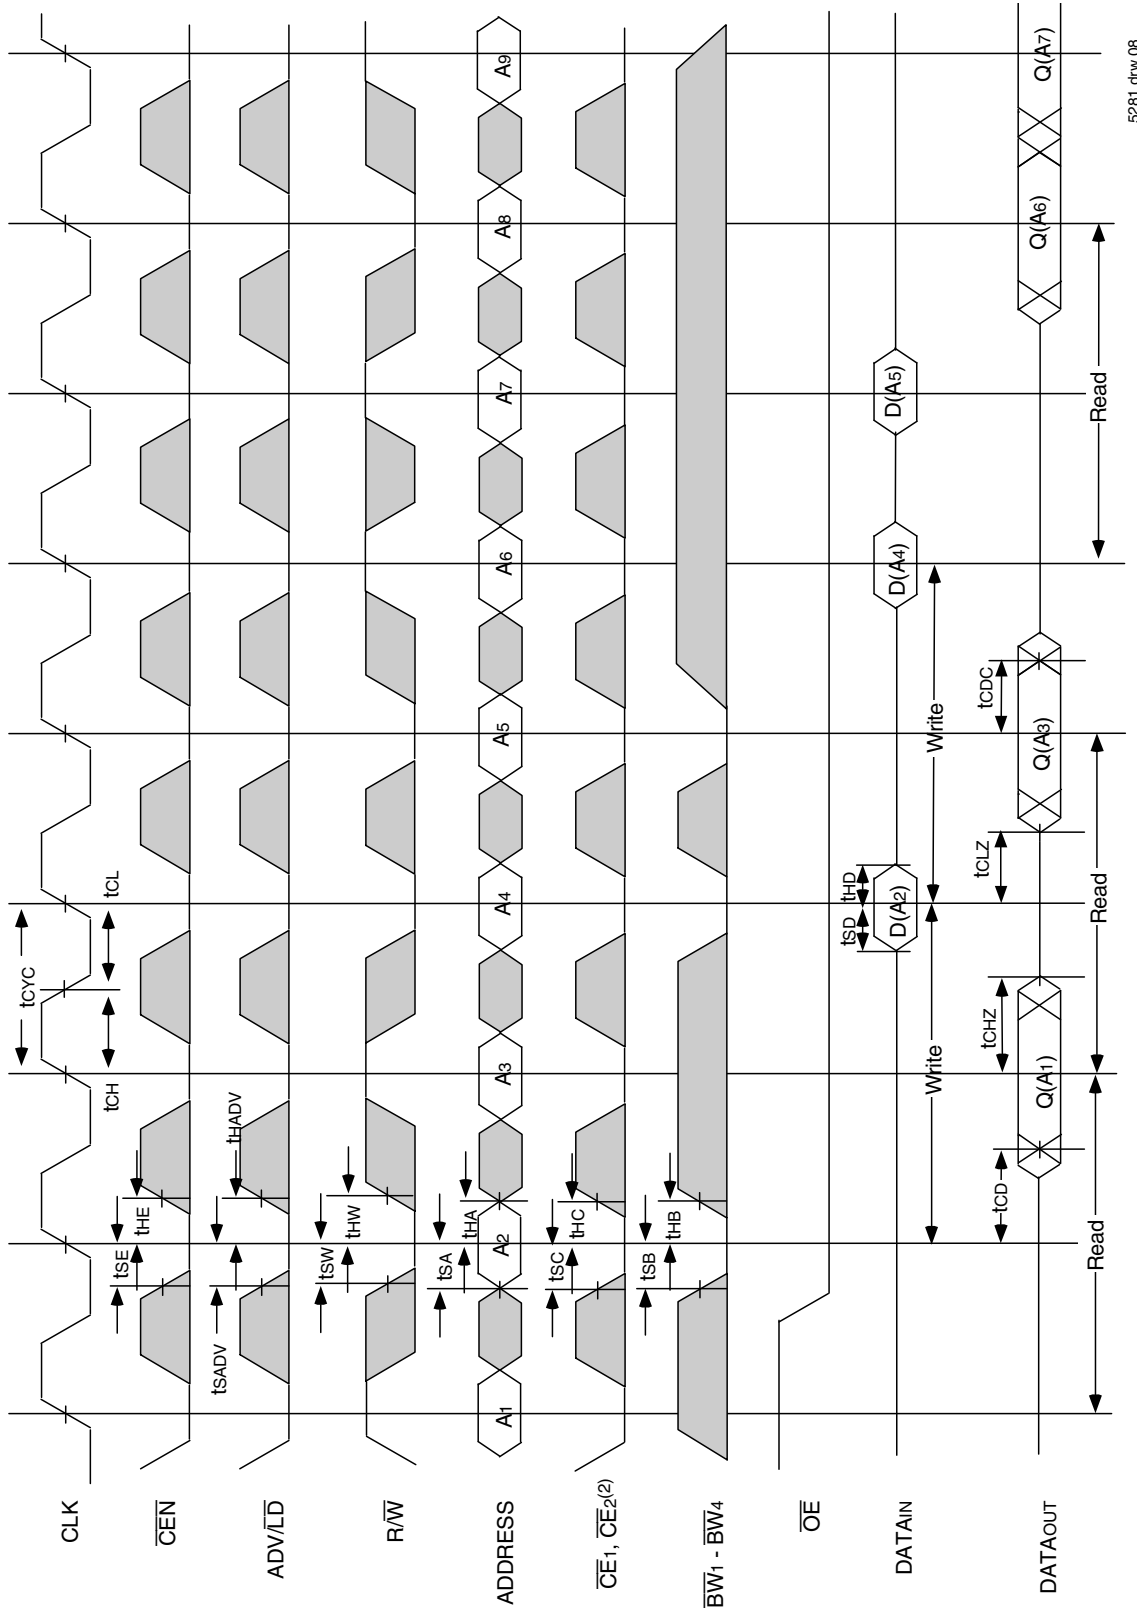 CLK
tCYC
tCH
tCL
CEN
tSE
tHE
ADV/LD
tSADV
tHADV
R/W
tSW
tHW
ADDRESS
A1
A2
A3
A4
A5
A6
A7
A8
A9
tSA
tHA
CE1, CE2(2)
tSC
tHC
BW1 - BW4
tSB
tHB
OE
DATAIN
D(A2)
D(A4)
D(A5)
tSD
tHD
Write
Write
DATAOUT
tCD
Q(A1)
tCHZ
tCLZ
Q(A3)
tCDC
Q(A6)
Q(A7)
Read
Read
Read
5281 drw 08